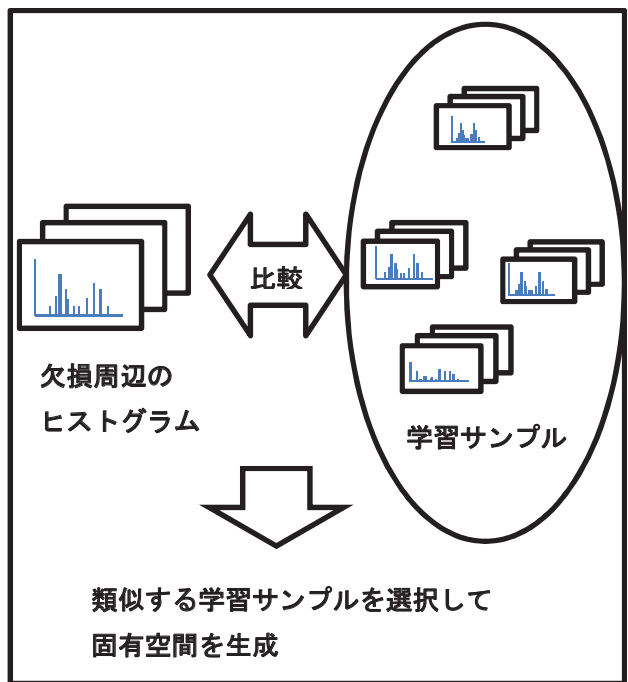 比較
欠損周辺の
ヒストグラム
学習サンプル
類似する学習サンプルを選択して
固有空間を生成